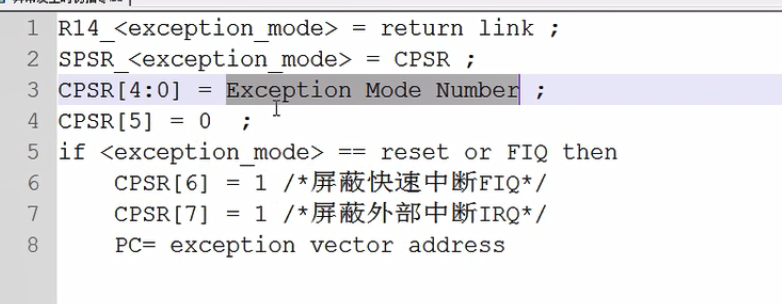 1 R14_<exception_mode> = return link ;
2 SPSR_<exception_mode> = CPSR ;
3 CPSR[4:0] = Exception Mode Number ;
4 CPSR[5] = 0 ;
5 if <exception_mode> == reset or FIQ then
6 CPSR[6] = 1 /*屏蔽快速中断FIQ*/
7 CPSR[7] = 1 /*屏蔽外部中断IRQ*/
8 PC= exception vector address